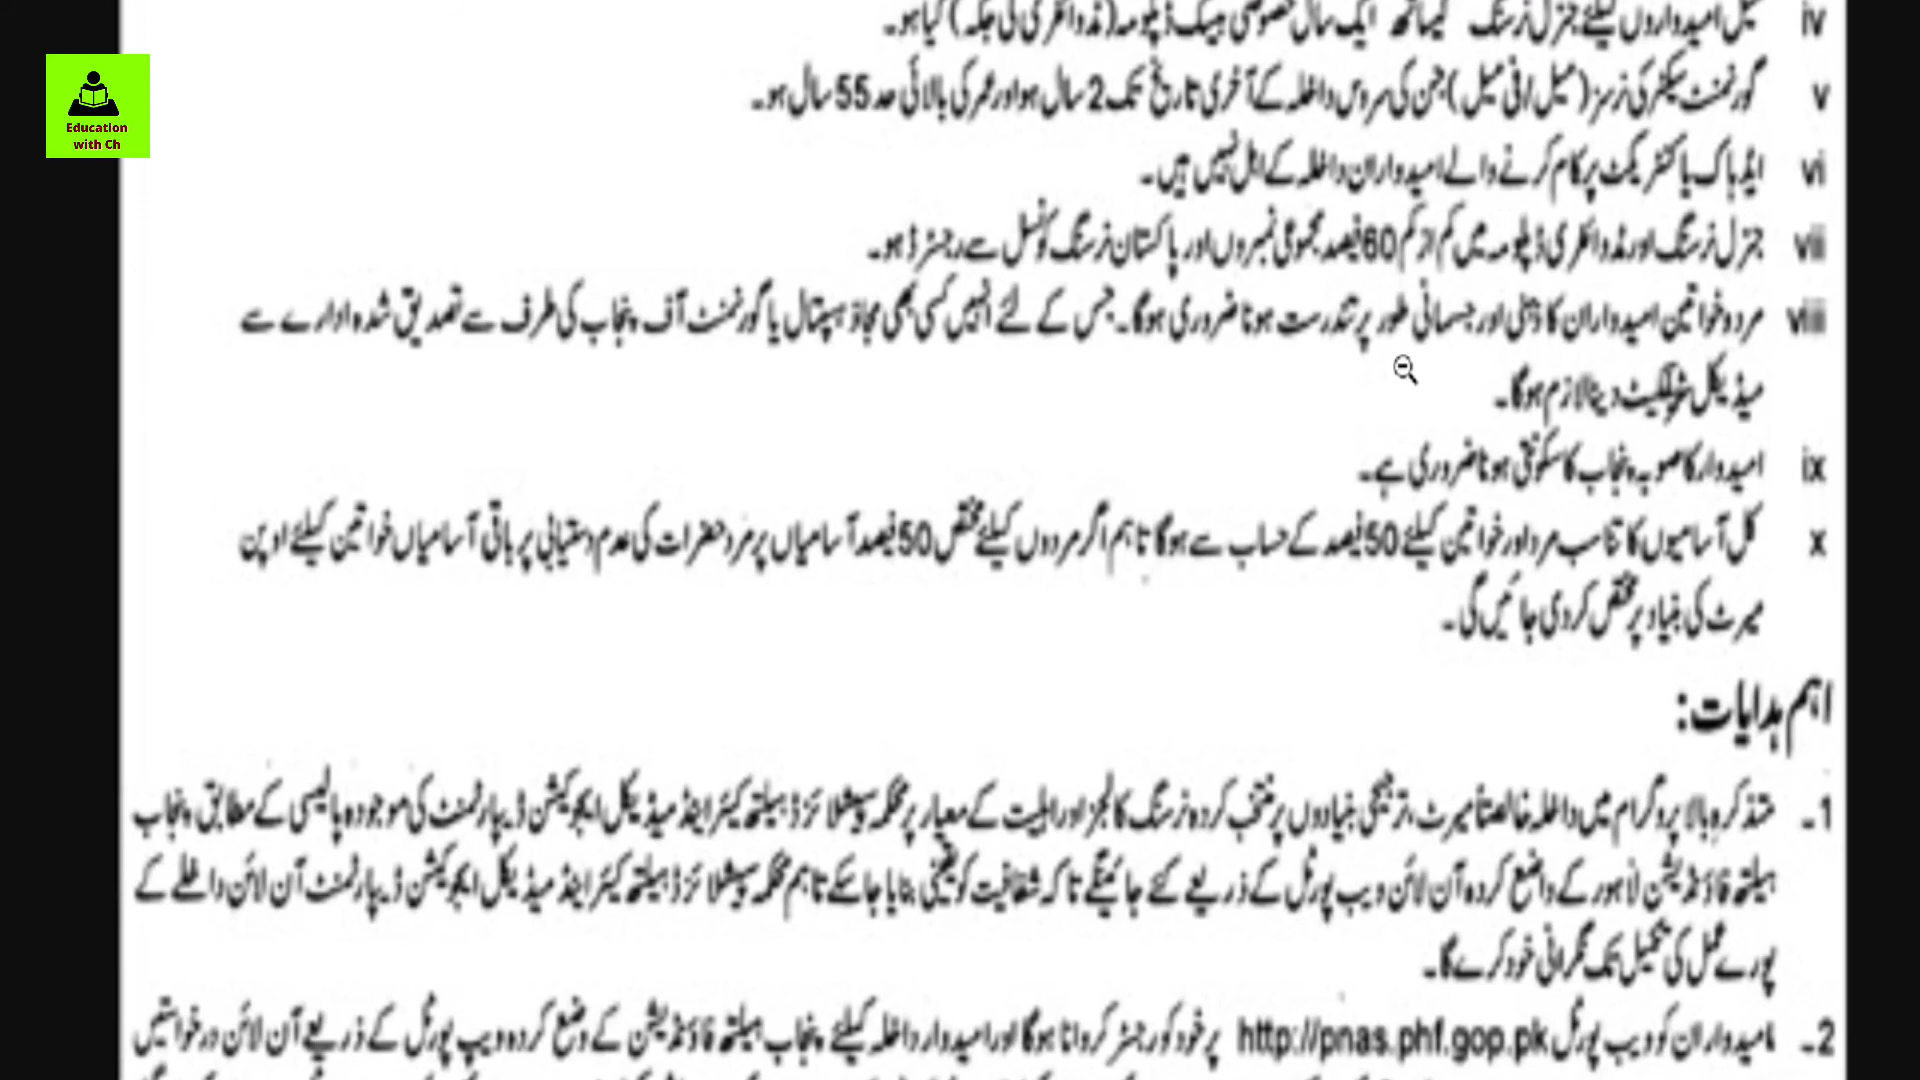 Education
with Ch
iv میل امیدواروں کیلئے جنرل نرسنگ کیساتھ ایک سال خصوصی بیسک ڈپلومہ (مڈوائفری کی جگہ) کیا ہو۔
v گورنمنٹ سیکٹر کی نرسز (میل / فی میل) جن کی سروس داخلہ کے آخری تاریخ تک 2 سال ہو اور عمر کی بالائی حد 55 سال ہو۔
vi ایڈہاک یا کنٹریکٹ پر کام کرنے والے امیدواران داخلہ کے اہل نہیں ہیں۔
vii جنرل نرسنگ اور مڈوائفری ڈپلومہ میں کم از کم 60 فیصد مجموعی نمبروں اور پاکستان نرسنگ کونسل سے رجسٹرڈ ہو۔
viii مرد و خواتین امیدواران کا ذہنی اور جسمانی طور پر تندرست ہونا ضروری ہوگا۔ جس کے لئے انہیں کسی بھی مجاز ہسپتال یا گورنمنٹ آف پنجاب کی طرف سے تصدیق شدہ ادارے سے
میڈیکل سرٹیفکیٹ دینا لازم ہوگا۔
ix امیدوار کا صوبہ پنجاب کا سکونتی ہونا ضروری ہے۔
x کل آسامیوں کا تناسب مرد اور خواتین کیلئے 50 فیصد کے حساب سے ہوگا تاہم اگر مردوں کیلئے مختص 50 فیصد آسامیاں پر مرد حضرات کی عدم دستیابی پر باقی آسامیاں خواتین کیلئے اوپن
میرٹ کی بنیاد پر مختص کر دی جائیں گی۔
اہم ہدایات:
1۔ متذکرہ بالا پروگرام میں داخلہ خالصتاً میرٹ، ترجیحی بنیادوں پر منتخب کردہ نرسنگ کالجز اور اہلیت کے معیار پر محکمہ سپیشلائزڈ ہیلتھ کیئر اینڈ میڈیکل ایجوکیشن ڈیپارٹمنٹ کی موجودہ پالیسی کے مطابق پنجاب
ہیلتھ فاؤنڈیشن لاہور کے واضع کردہ آن لائن ویب پورٹل کے ذریعے کئے جائینگے تاکہ شفافیت کو یقینی بنایا جا سکے تاہم محکمہ سپیشلائزڈ ہیلتھ کیئر اینڈ میڈیکل ایجوکیشن ڈیپارٹمنٹ آن لائن داخلے کے
پورے عمل کی تکمیل تک نگرانی خود کرے گا۔
2۔ امیدواران کو ویب پورٹل http://pnas.phf.gop.pk پر خود کو رجسٹر کروانا ہوگا اور امیدوار داخلہ کیلئے پنجاب ہیلتھ فاؤنڈیشن کے وضع کردہ ویب پورٹل کے ذریعے آن لائن درخواستیں